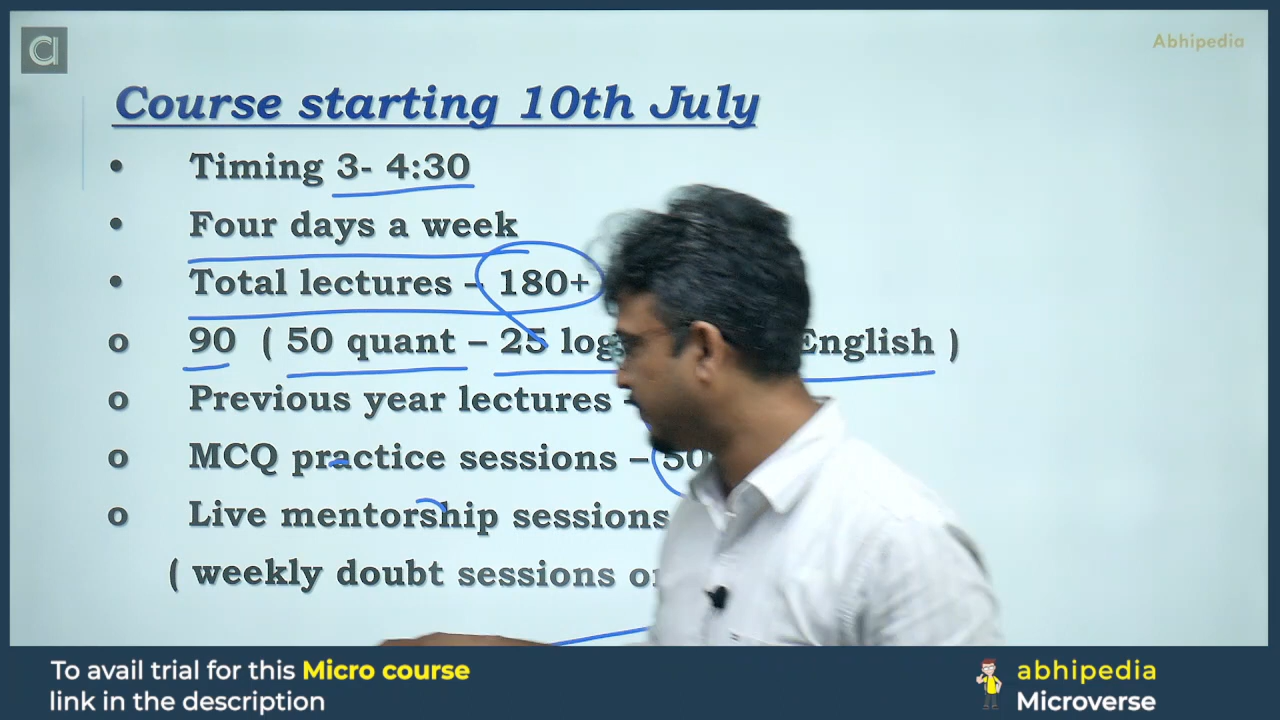 Abhipedia
Course starting 10th July
• Timing 3- 4:30
• Four days a week
• Total lectures – 180+
o 90 ( 50 quant – 25 English )
o Previous year lectures –
o MCQ practice sessions – 50
o Live mentorship sessions
( weekly doubt sessions
To avail trial for this Micro course
link in the description
abhipedia
Microverse